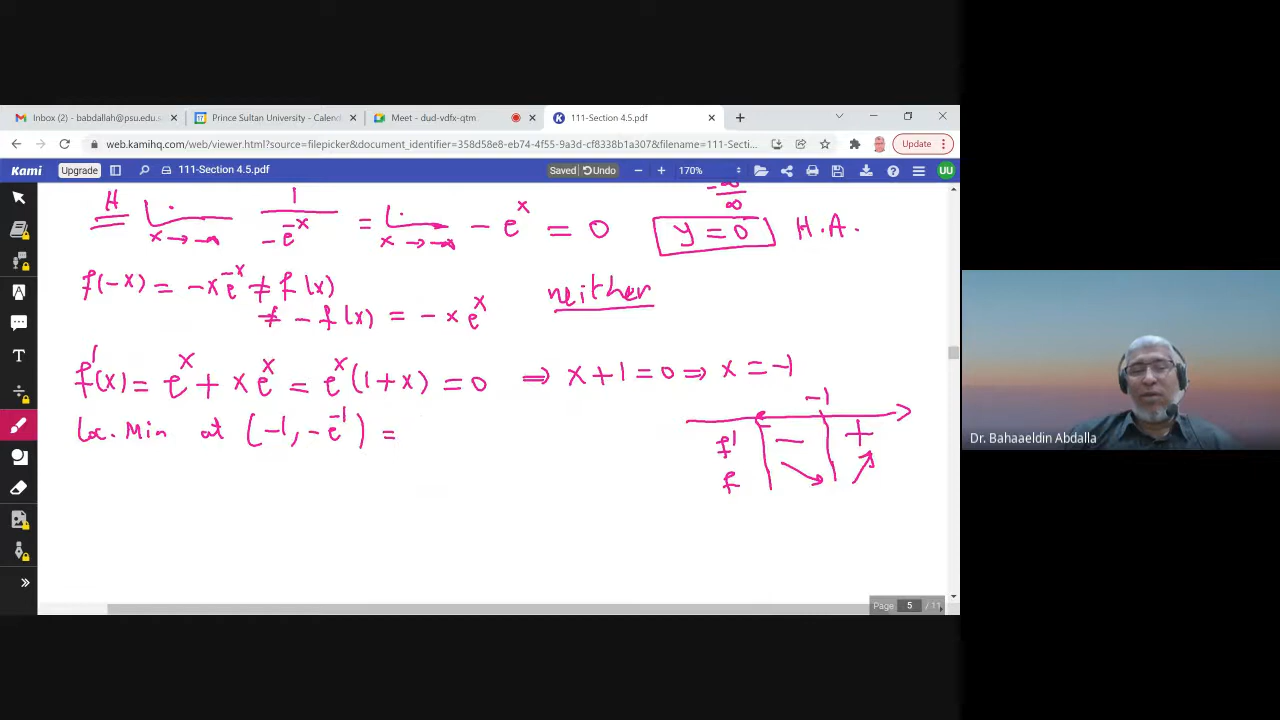 Inbox (2) - babdallah@psu.edu.s
Prince Sultan University - Calend
Meet - dud-vdfx-qtm
111-Section 4.5.pdf
web.kamihq.com/web/viewer.html?source=filepicker&document_identifier=358d58e8-eb74-4f55-9a3d-cf8338b1a307&filename=111-Secti...
Update
Kami
Upgrade
111-Section 4.5.pdf
Saved
Undo
170%
UU
H lim x→-∞ 1/-e^-x = lim x→-∞ - e^x = 0 y = 0 H.A.
-∞/∞
f(-x) = -x e^-x ≠ f(x) neither
≠ - f(x) = - x e^x
f'(x) = e^x + x e^x = e^x (1+x) = 0 ⇒ x+1 = 0 ⇒ x = -1
Loc. Min at (-1, -e^-1) =
-1
f' - +
f
Dr. Bahaaeldin Abdalla
Page 5 / 11